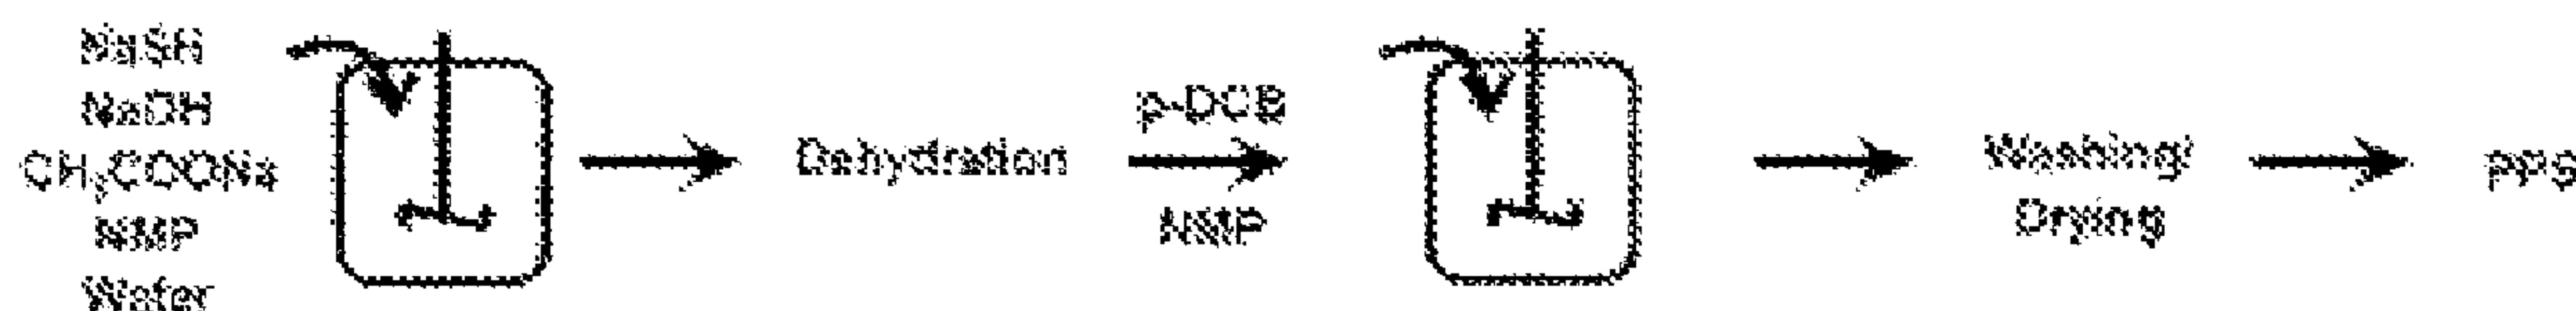 NaSH
NaOH
CH₃COONa
NMP
Water
Dehydration
p-DCB
NMP
Washing/
Drying
PPS